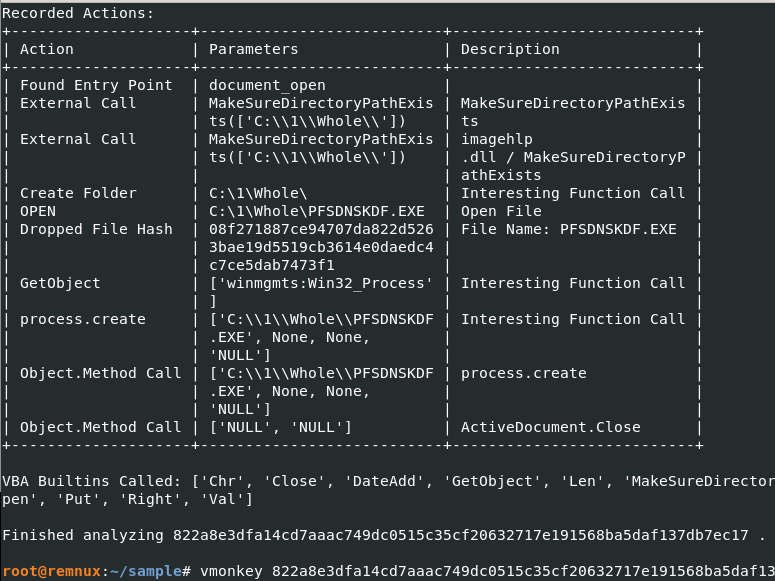 Recorded Actions:
+--------------------+---------------------------+---------------------------+
| Action             | Parameters                | Description               |
+--------------------+---------------------------+---------------------------+
| Found Entry Point  | document_open             |                           |
| External Call      | MakeSureDirectoryPathExis | MakeSureDirectoryPathExis |
|                    | ts(['C:\\1\\Whole\\'])    | ts                        |
| External Call      | MakeSureDirectoryPathExis | imagehlp                  |
|                    | ts(['C:\\1\\Whole\\'])    | .dll / MakeSureDirectoryP |
|                    |                           | athExists                 |
| Create Folder      | C:\1\Whole\               | Interesting Function Call |
| OPEN               | C:\1\Whole\PFSDNSKDF.EXE  | Open File                 |
| Dropped File Hash  | 08f271887ce94707da822d526 | File Name: PFSDNSKDF.EXE  |
|                    | 3bae19d5519cb3614e0daedc4 |                           |
|                    | c7ce5dab7473f1            |                           |
| GetObject          | ['winmgmts:Win32_Process' | Interesting Function Call |
|                    | ]                         |                           |
| process.create     | ['C:\\1\\Whole\\PFSDNSKDF | Interesting Function Call |
|                    | .EXE', None, None,        |                           |
|                    | 'NULL']                   |                           |
| Object.Method Call | ['C:\\1\\Whole\\PFSDNSKDF | process.create            |
|                    | .EXE', None, None,        |                           |
|                    | 'NULL']                   |                           |
| Object.Method Call | ['NULL', 'NULL']          | ActiveDocument.Close      |
+--------------------+---------------------------+---------------------------+
VBA Builtins Called: ['Chr', 'Close', 'DateAdd', 'GetObject', 'Len', 'MakeSureDirector
pen', 'Put', 'Right', 'Val']
Finished analyzing 822a8e3dfa14cd7aaac749dc0515c35cf20632717e191568ba5daf137db7ec17 .
root@remnux:~/sample# vmonkey 822a8e3dfa14cd7aaac749dc0515c35cf20632717e191568ba5daf13